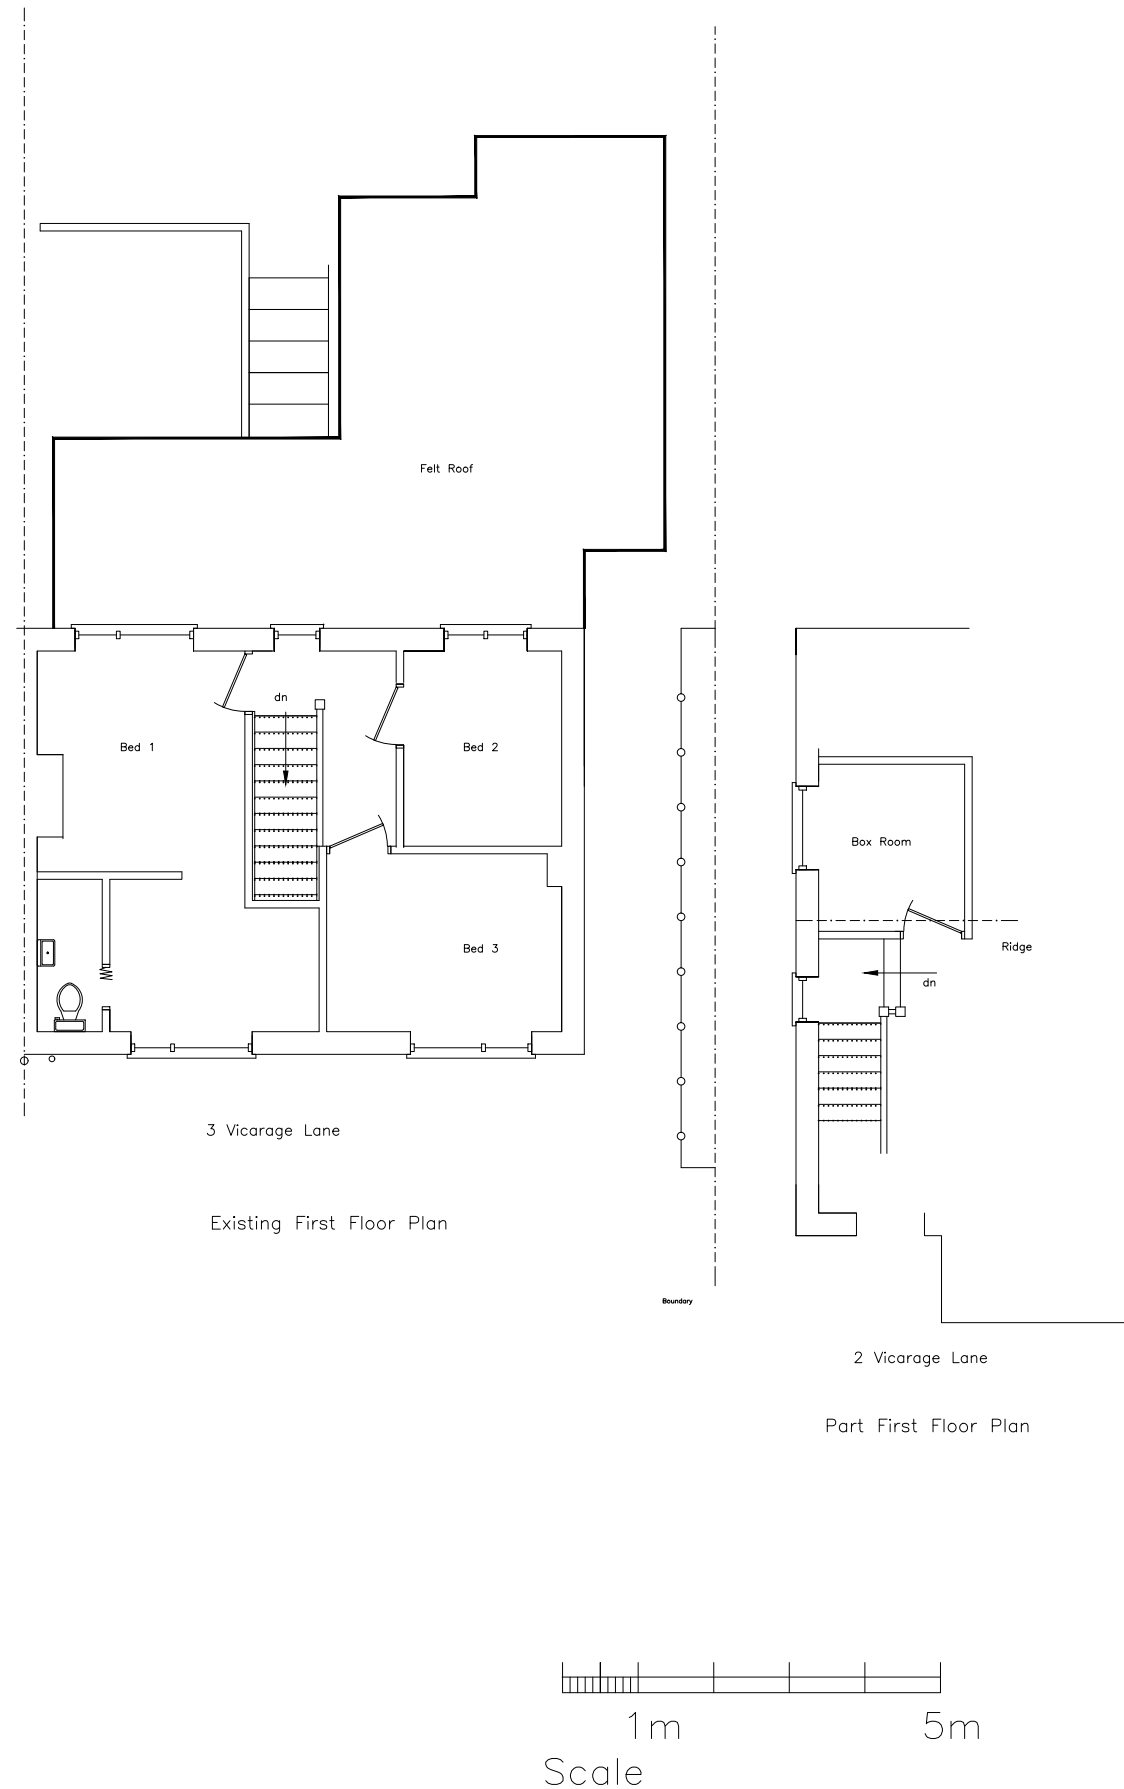 Felt Roof
dn
Bed 1
Bed 2
Box Room
Bed 3
Ridge
dn
3 Vicarage Lane
Existing First Floor Plan
Boundary
2 Vicarage Lane
Part First Floor Plan
1m 5m
Scale